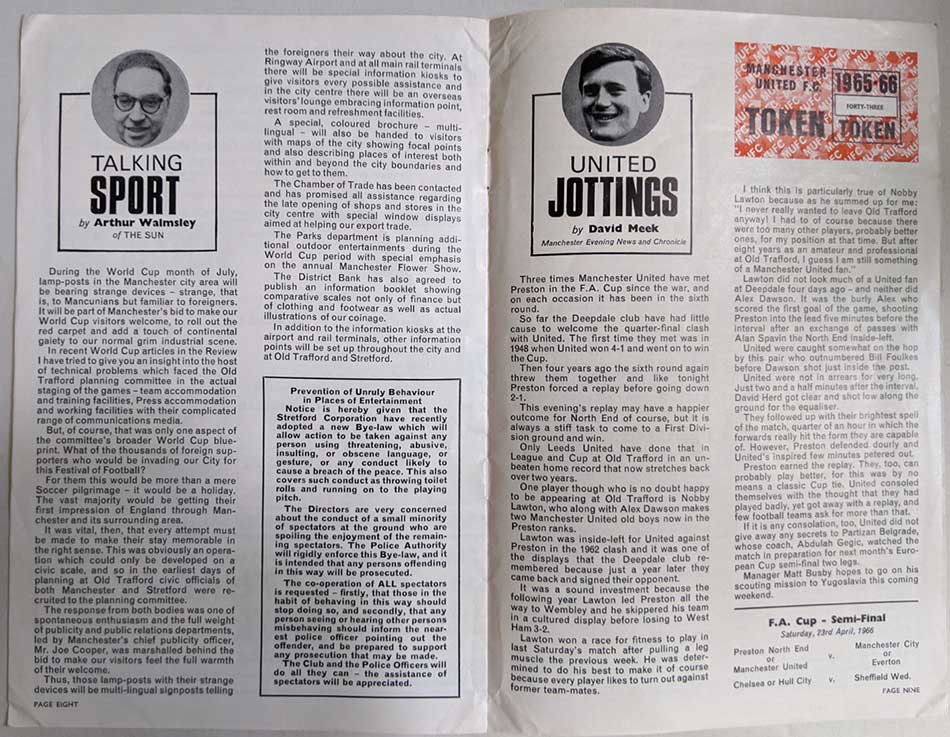 TALKING
SPORT
by Arthur Walmsley
of THE SUN
During the World Cup month of July,
lamp-posts in the Manchester city area
will be bearing strange devices – strange, that
is, to Mancunians but familiar to foreigners.
It will be part of Manchester's bid to make our
World Cup visitors welcome, to roll out the
red carpet and add a touch of continental
gaiety to our normal grim industrial scene.
In recent World Cup articles in the Review
I have tried to give you an insight into the host
of technical problems which faced the Old
Trafford planning committee in the actual
staging of the games – team accommodation
and training facilities, Press accommodation
and working facilities with their complicated
range of communications media.
But, of course, that was only one aspect of
the committee's broader World Cup blue-
print. What of the thousands of foreign sup-
porters who would be invading our City for
this Festival of Football?
For them this would be more than a mere
Soccer pilgrimage – it would be a holiday.
The vast majority would be getting their
first impression of England through Man-
chester and its surrounding area.
It was vital, then, that every attempt must
be made to make their stay memorable in
the right sense. This was obviously an opera-
tion which could only be developed on a
civic scale, and so in the earliest days of
planning at Old Trafford civic officials of
both Manchester and Stretford were re-
cruited to the planning committee.
The response from both bodies was one of
spontaneous enthusiasm and the full weight
of publicity and public relations departments,
led by Manchester's chief publicity officer,
Mr. Joe Cooper, was marshalled behind the
bid to make our visitors feel the full warmth
of their welcome.
Thus, those lamp-posts with their strange
devices will be multi-lingual signposts telling
PAGE EIGHT
the foreigners their way about the city. At
Ringway Airport and at all main rail terminals
there will be special information kiosks to
give visitors every possible assistance and
in the city centre there will be an overseas
visitors' lounge embracing information point,
rest room and refreshment facilities.
A special, coloured brochure – multi-
lingual – will also be handed to visitors
with maps of the city showing focal points
and also describing places of interest both
within and beyond the city boundaries and
how to get to them.
The Chamber of Trade has been contacted
and has promised all assistance regarding
the late opening of shops and stores in the
city centre with special window displays
aimed at helping our export trade.
The Parks department is planning addi-
tional outdoor entertainments during the
World Cup period with special emphasis
on the annual Manchester Flower Show.
The District Bank has also agreed to
publish an information booklet showing
comparative scales not only of finance but
of clothing and footwear as well as actual
illustrations of our coinage.
In addition to the information kiosks at the
airport and rail terminals, other information
points will be set up throughout the city and
at Old Trafford and Stretford.
Prevention of Unruly Behaviour
in Places of Entertainment
Notice is hereby given that the
Stretford Corporation have recently
adopted a new Bye-law which will
allow action to be taken against any
person using threatening, abusive,
insulting, or obscene language, or
gesture, or any conduct likely to
cause a breach of the peace. This also
covers such conduct as throwing toilet
rolls and running on to the playing
pitch.
The Directors are very concerned
about the conduct of a small minority
of spectators at the ground who are
spoiling the enjoyment of the remain-
ing spectators. The Police Authority
will rigidly enforce this Bye-Law, and it
is intended that any persons offending
in this way will be prosecuted.
The co-operation of ALL spectators
is requested – firstly, that those in the
habit of behaving in this way should
stop doing so, and secondly, that any
person seeing or hearing other persons
misbehaving should inform the near-
est police officer pointing out the
offender, and be prepared to support
any prosecution that may be made.
The Club and the Police Officers will
do all they can – the assistance of
spectators will be appreciated.
UNITED
JOTTINGS
by David Meek
Manchester Evening News and Chronicle
Three times Manchester United have met
Preston in the F.A. Cup since the war, and
on each occasion it has been in the sixth
round.
So far the Deepdale club have had little
cause to welcome the quarter-final clash
with United. The first time they met was in
1948 when United won 4-1 and went on to win
the Cup.
Then four years ago the sixth round again
threw them together and like tonight
Preston forced a replay before going down
2-1.
This evening's replay may have a happier
outcome for North End of course, but it is
always a stiff task to come to a First Divi-
sion ground and win.
Only Leeds United have done that in
League and Cup at Old Trafford in an un-
beaten home record that now stretches back
over two years.
One player though who is no doubt happy
to be appearing at Old Trafford is Nobby
Lawton, who along with Alex Dawson makes
two Manchester United old boys now in the
Preston ranks.
Lawton was inside-left for United against
Preston in the 1962 clash and it was one of
the displays that the Deepdale club re-
membered because just a year later they
came back and signed their opponent.
It was a sound investment because the
following year Lawton led Preston all the
way to Wembley and he skippered his team
in a cultured display before losing to West
Ham 3-2.
Lawton won a race for fitness to play in
last Saturday's match after pulling a leg
muscle the previous week. He was deter-
mined to do his best to make it of course
because every player likes to turn out against
former team-mates.
MANCHESTER
UNITED F.C.
TOKEN
1965-66
FORTY-THREE
TOKEN
MUFC MUFC MUFC
I think this is particularly true of Nobby
Lawton because as he summed up for me:
"I never really wanted to leave Old Trafford
anyway! I had to of course because there
were too many other players, probably better
ones, for my position at that time. But after
eight years as an amateur and professional
at Old Trafford, I guess I am still something
of a Manchester United fan."
Lawton did not look much of a United fan
at Deepdale four days ago – and neither did
Alex Dawson. It was the burly Alex who
scored the first goal of the game, shooting
Preston into the lead five minutes before the
interval after an exchange of passes with
Alan Spavin the North End inside-left.
United were caught somewhat on the hop
by this pair who outnumbered Bill Foulkes
before Dawson shot just inside the post.
United were not in arrears for very long.
Just two and a half minutes after the interval,
David Herd got clear and shot low along the
ground for the equaliser.
They followed up with their brightest spell
of the match, quarter of an hour in which the
forwards really hit the form they are capable
of. However, Preston defended dourly and
United's inspired few minutes petered out.
Preston earned the replay. They, too, can
probably play better, for this was by no
means a classic Cup tie. United consoled
themselves with the thought that they had
played badly, yet got away with a replay, and
few football teams ask for more than that.
If it is any consolation, too, United did not
give away any secrets to Partizan Belgrade,
whose coach, Abdulah Gegic, watched the
match in preparation for next month's Euro-
pean Cup semi-final two legs.
Manager Matt Busby hopes to go on his
scouting mission to Yugoslavia this coming
weekend.
F.A. Cup - Semi-Final
Saturday, 23rd April, 1966
Preston North End
or
Manchester United
v.
Manchester City
or
Everton
Chelsea or Hull City v. Sheffield Wed.
PAGE NINE